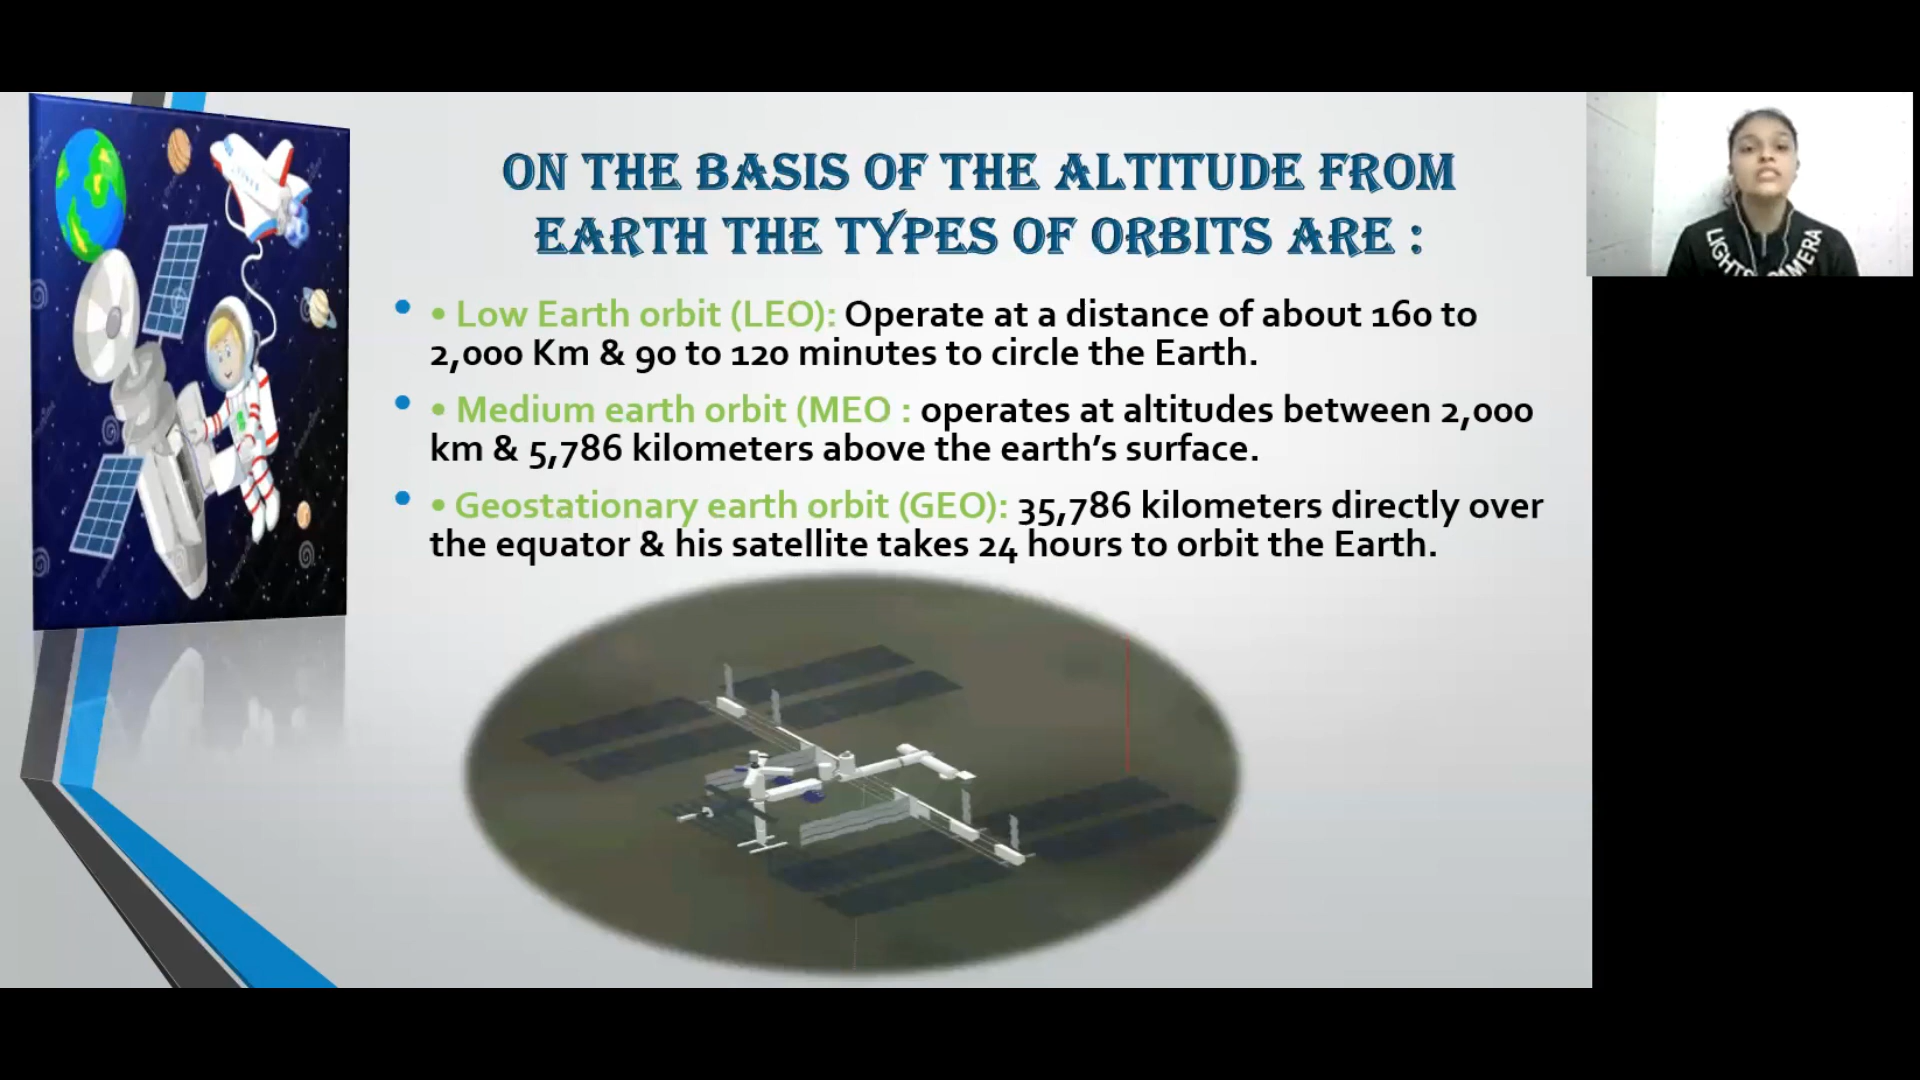 ON THE BASIS OF THE ALTITUDE FROM
EARTH THE TYPES OF ORBITS ARE :
• • Low Earth orbit (LEO): Operate at a distance of about 160 to
2,000 Km & 90 to 120 minutes to circle the Earth.
• • Medium earth orbit (MEO : operates at altitudes between 2,000
km & 5,786 kilometers above the earth's surface.
• • Geostationary earth orbit (GEO): 35,786 kilometers directly over
the equator & his satellite takes 24 hours to orbit the Earth.
LIGHTS CAMERA